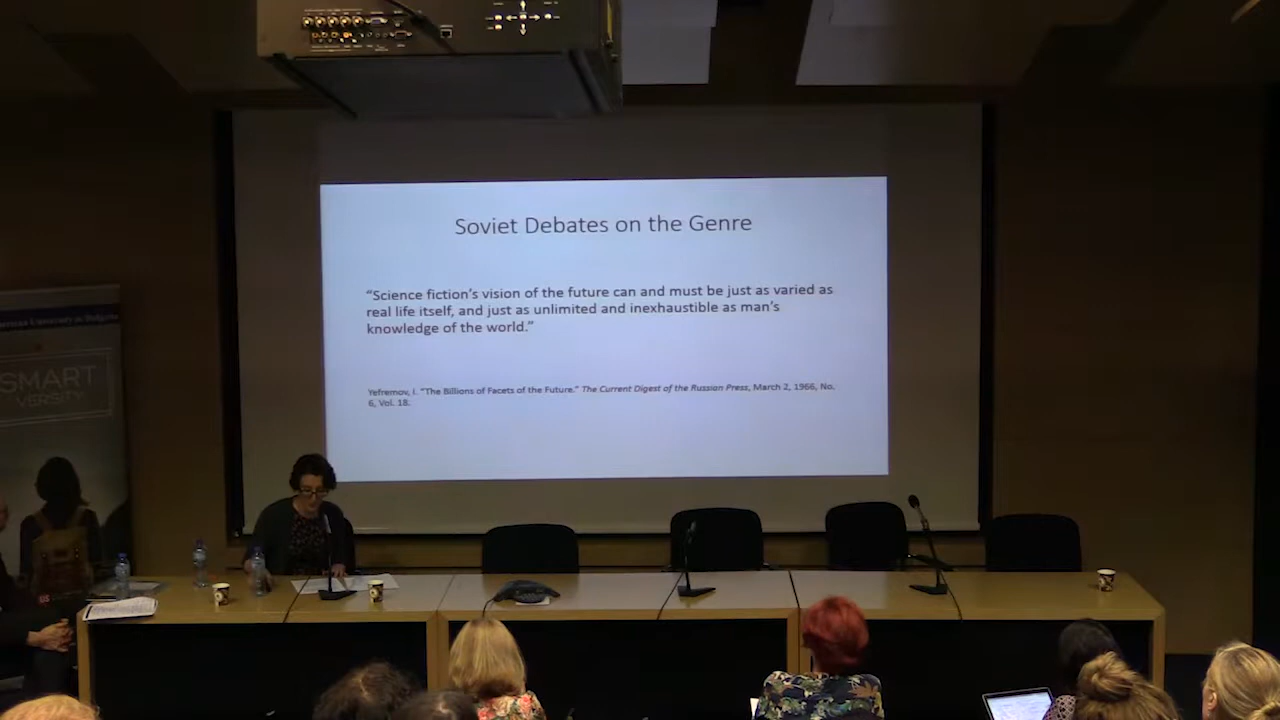 Soviet Debates on the Genre
“Science fiction’s vision of the future can and must be just as varied as
real life itself, and just as unlimited and inexhaustible as man’s
knowledge of the world.”
Yefremov, I. “The Billions of Facets of the Future.” The Current Digest of the Russian Press, March 2, 1966, No.
6, Vol. 18.
SMART
VERSITY